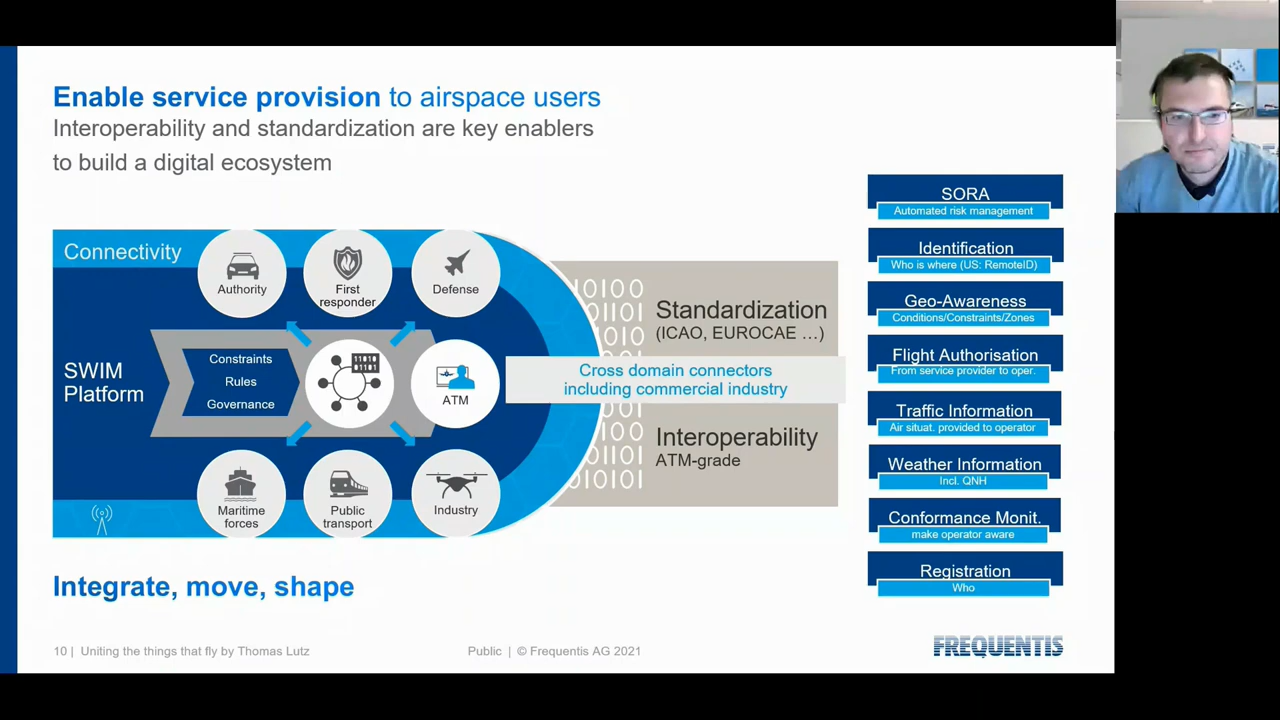 Enable service provision to airspace users
Interoperability and standardization are key enablers
to build a digital ecosystem
Connectivity
Authority
First
responder
Defense
SWIM
Platform
Constraints
Rules
Governance
11010
ATM
Maritime
forces
Public
transport
Industry
10100
01101
01010
Standardization
(ICAO, EUROCAE …)
Cross domain connectors
including commercial industry
Interoperability
ATM-grade
010101
SORA
Automated risk management
Identification
Who is where (US: RemoteID)
Geo-Awareness
Conditions/Constraints/Zones
Flight Authorisation
From service provider to oper.
Traffic Information
Air situat. provided to operator
Weather Information
Incl. QNH
Conformance Monit.
make operator aware
Registration
Who
Integrate, move, shape
10 | Uniting the things that fly by Thomas Lutz
Public | © Frequentis AG 2021
FREQUENTIS